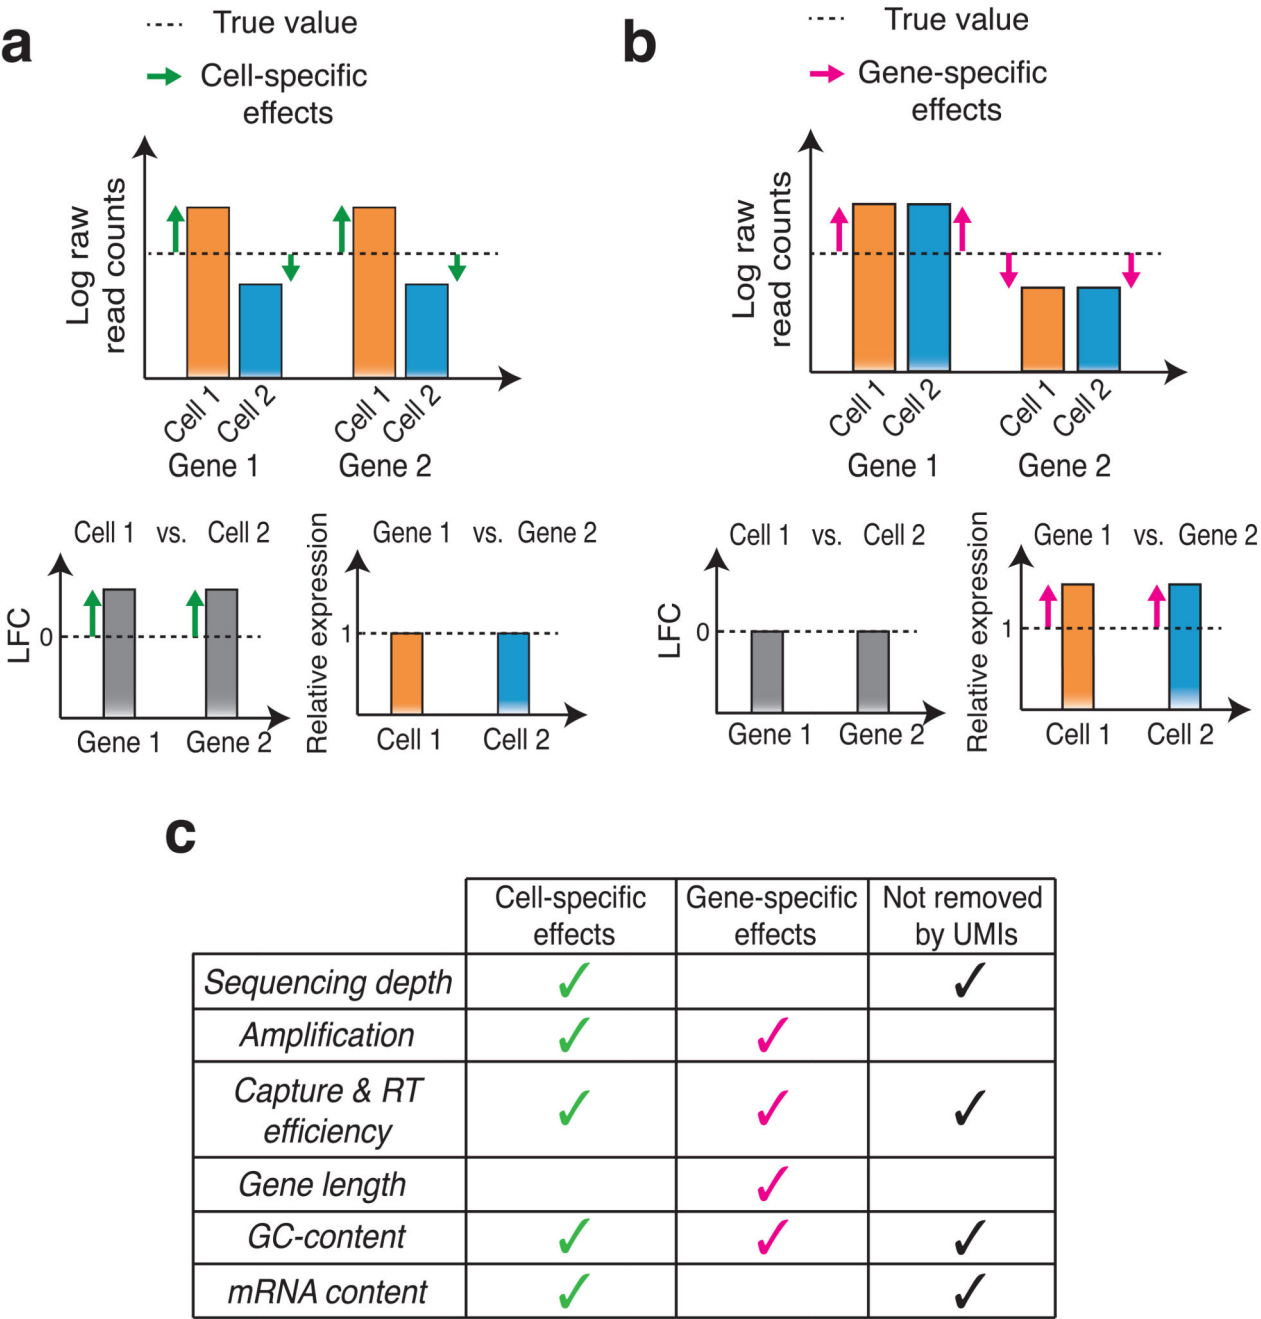 a
True value
Cell-specific
effects
Log raw
read counts
Cell 1
Cell 2
Cell 1
Cell 2
Gene 1
Gene 2
Cell 1 vs. Cell 2
LFC
0
Gene 1
Gene 2
Gene 1 vs. Gene 2
Relative expression
1
Cell 1
Cell 2
b
True value
Gene-specific
effects
Log raw
read counts
Cell 1
Cell 2
Cell 1
Cell 2
Gene 1
Gene 2
Cell 1 vs. Cell 2
LFC
0
Gene 1
Gene 2
Gene 1 vs. Gene 2
Relative expression
1
Cell 1
Cell 2
c
Cell-specific
effects
Gene-specific
effects
Not removed
by UMIs
Sequencing depth ✓ ✓
Amplification ✓ ✓
Capture & RT
efficiency ✓ ✓ ✓
Gene length ✓
GC-content ✓ ✓ ✓
mRNA content ✓ ✓